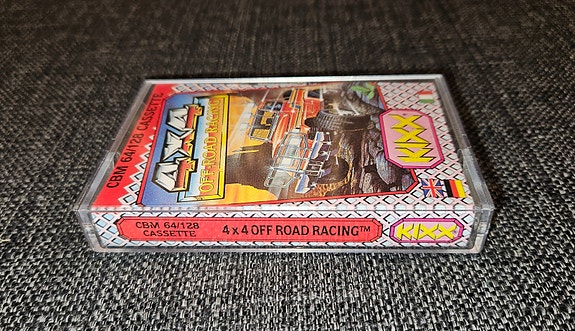 CBM 64/128 CASSETTE
4X4
OFF-ROAD RACING
KIXX
CBM 64/128
CASSETTE
4 x 4 OFF ROAD RACING™
KIXX